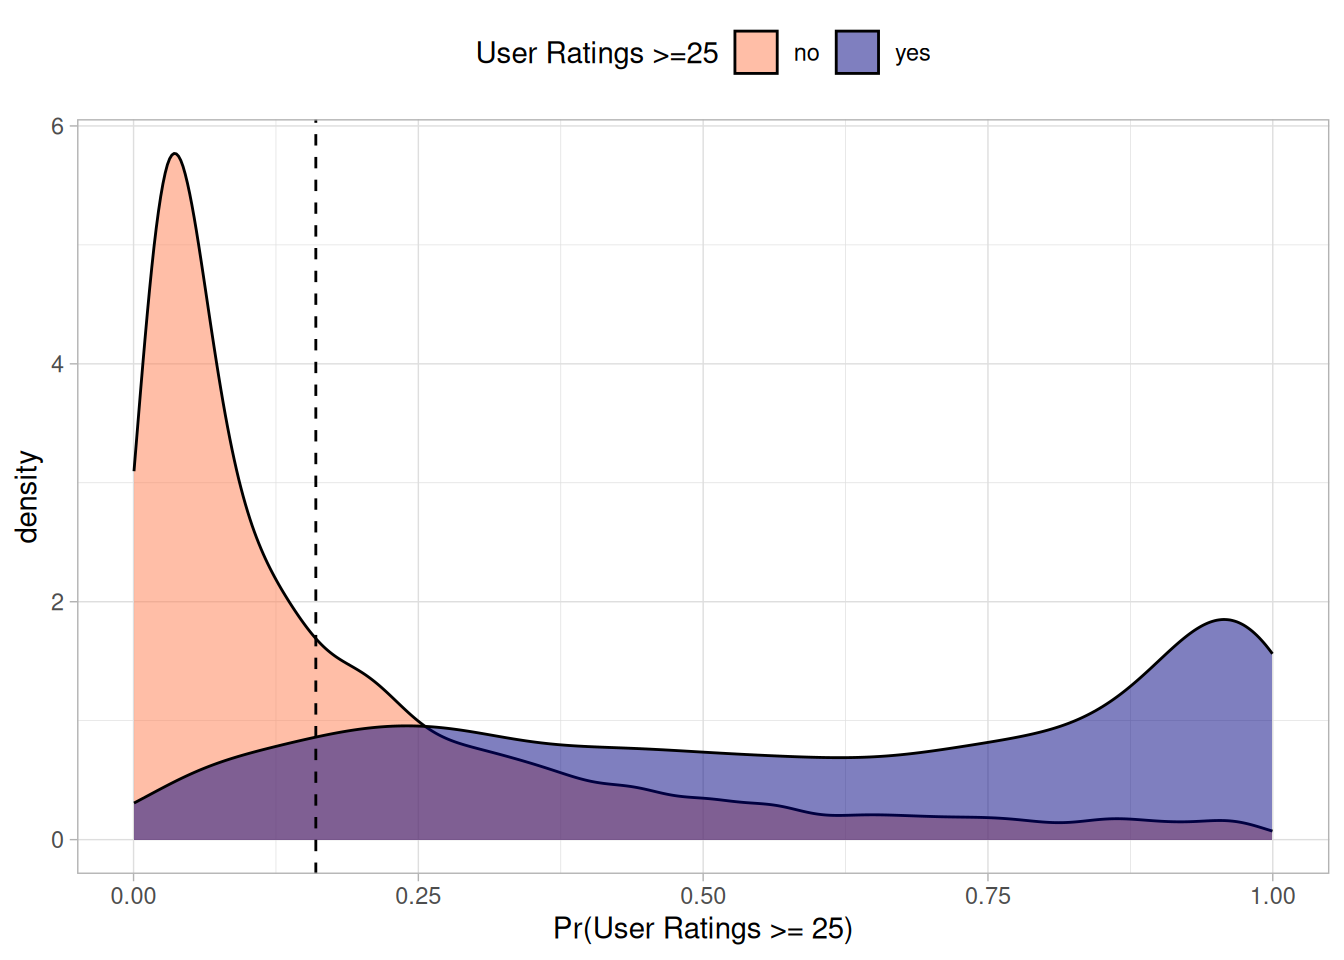 User Ratings >=25 no yes
6
4
2
0
density
0.00 0.25 0.50 0.75 1.00
Pr(User Ratings >= 25)